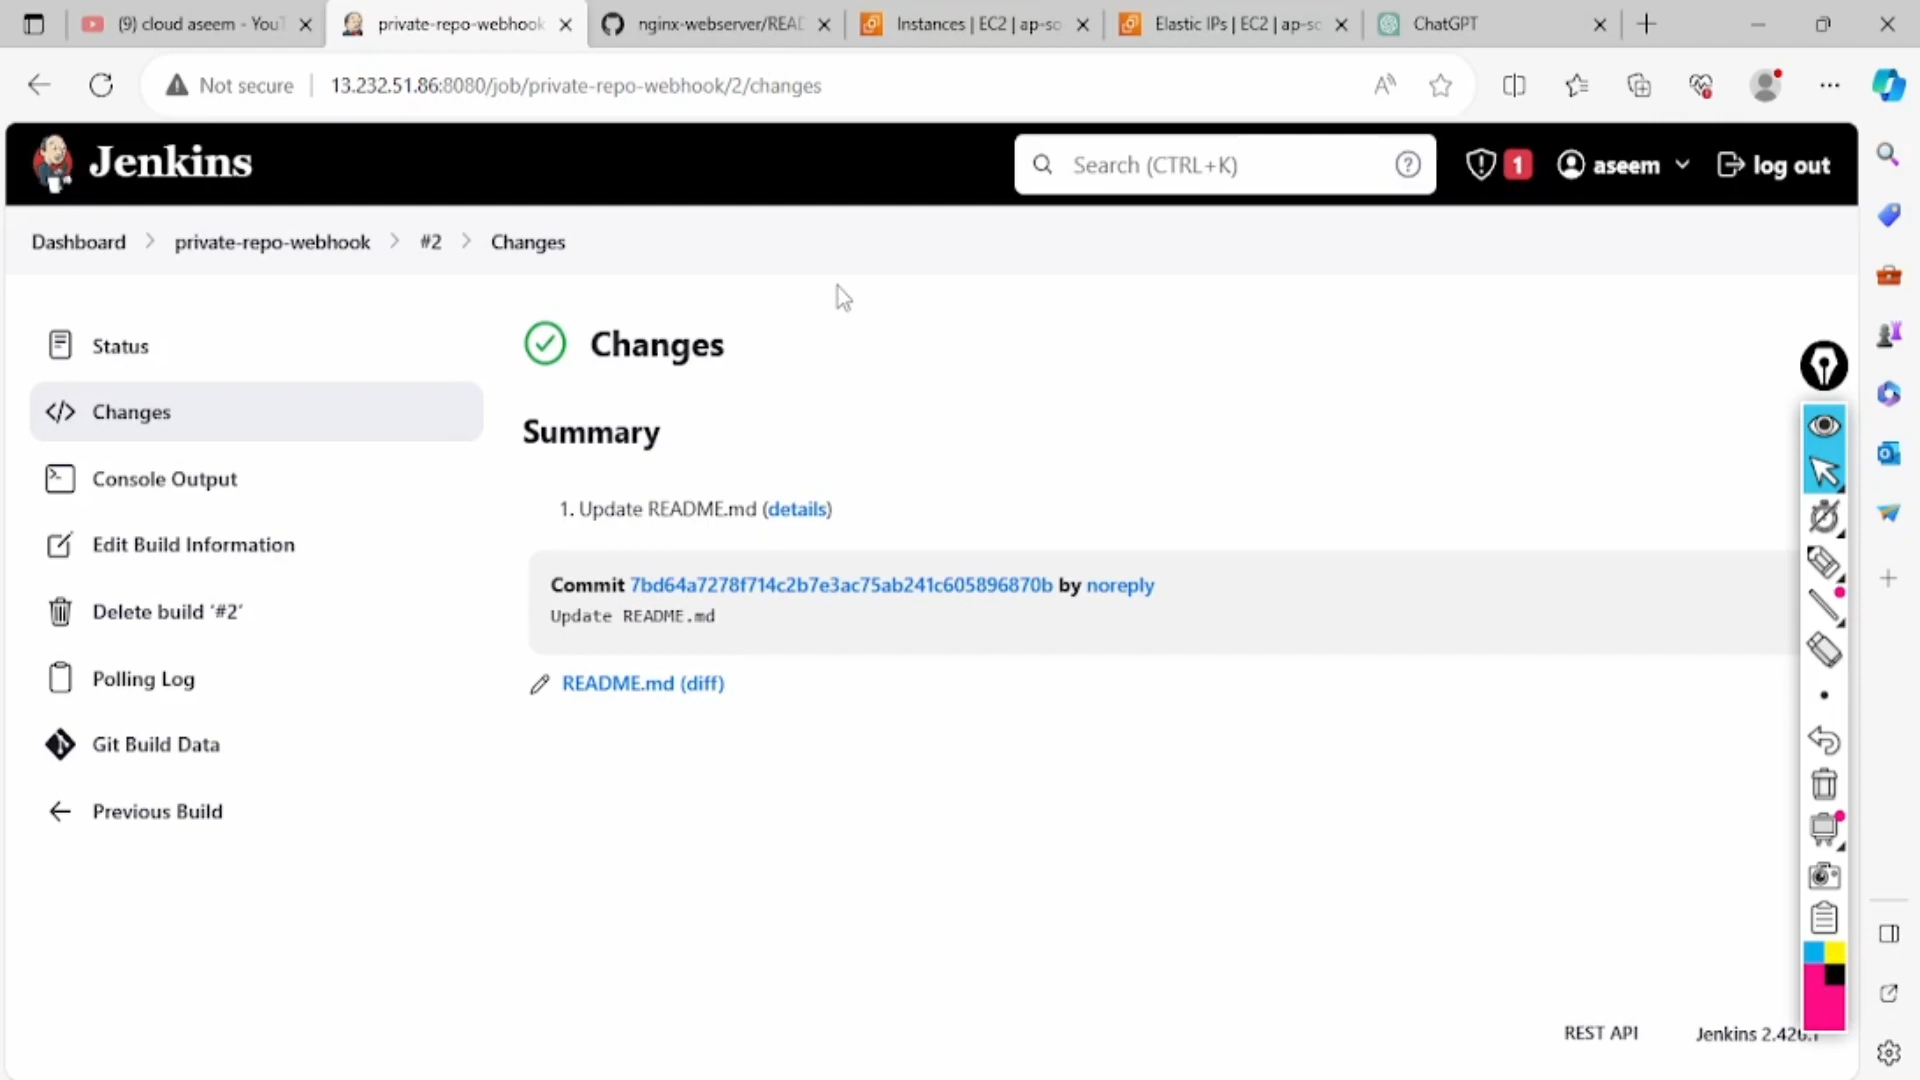 (9) cloud aseem - You
private-repo-webhook
nginx-webserver/READ
Instances | EC2 | ap-so
Elastic IPs | EC2 | ap-sc
ChatGPT
Not secure
13.232.51.86:8080/job/private-repo-webhook/2/changes
Jenkins
Search (CTRL+K)
1
aseem
log out
Dashboard
private-repo-webhook
#2
Changes
Status
Changes
Console Output
Edit Build Information
Delete build ‘#2’
Polling Log
Git Build Data
Previous Build
Changes
Summary
1. Update README.md (details)
Commit 7bd64a7278f714c2b7e3ac75ab241c605896870b by noreply
Update README.md
README.md (diff)
REST API
Jenkins